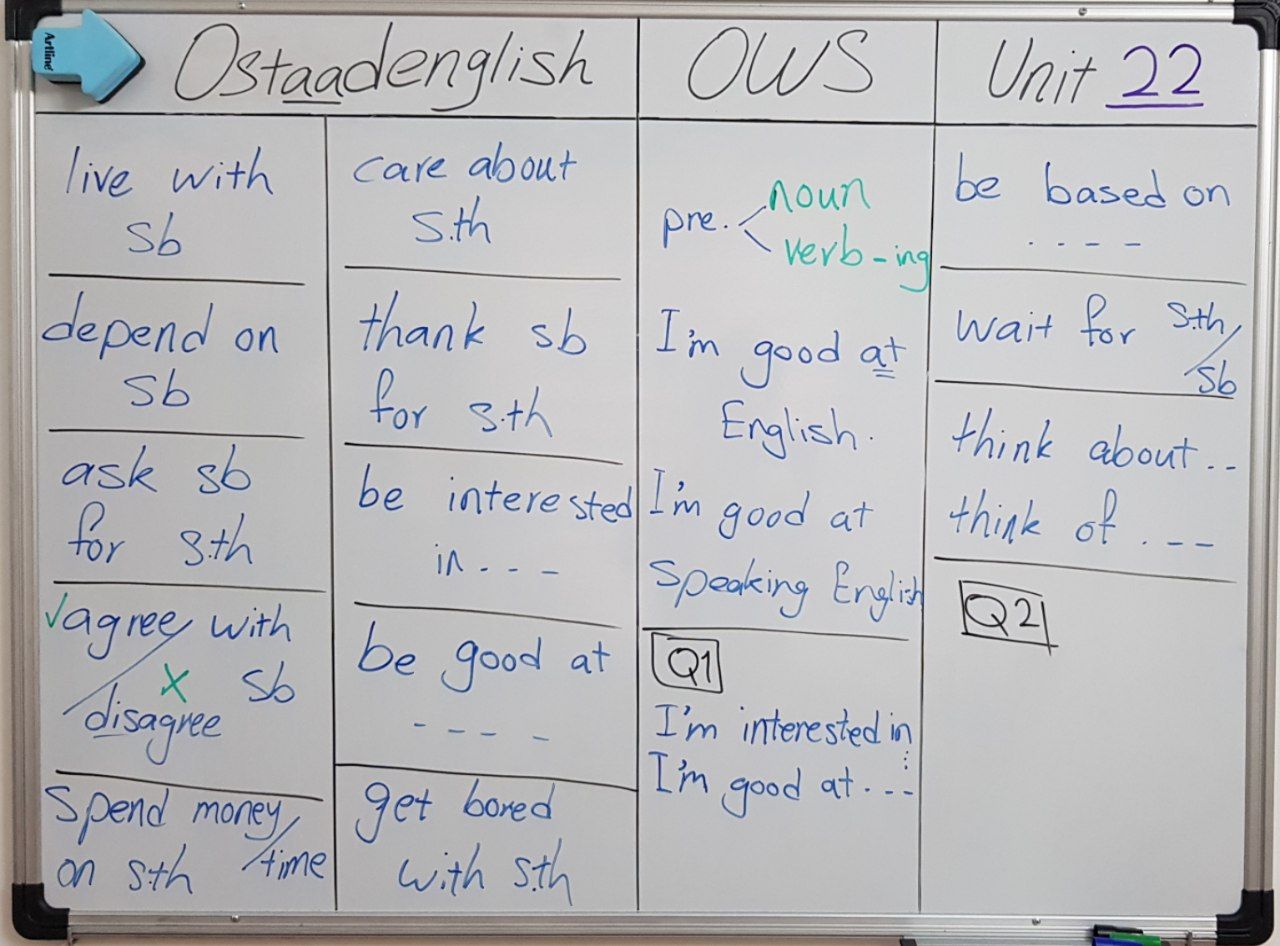 Artline
Ostaadenglish
OWS
Unit 22
live with
sb
depend on
sb
ask sb
for s.th
✓agree/ with
x sb
disagree
Spend money/
on s.th time
care about
s.th
thank sb
for s.th
be interested
in - - -
be good at
- - - -
get bored
with s.th
pre. < noun
verb-ing
I'm good at
English.
I'm good at
Speaking English
Q1
I'm interested in
...
I'm good at . - - -
be based on
. - - -
wait for s.th/
sb
think about . --
think of . --
Q2